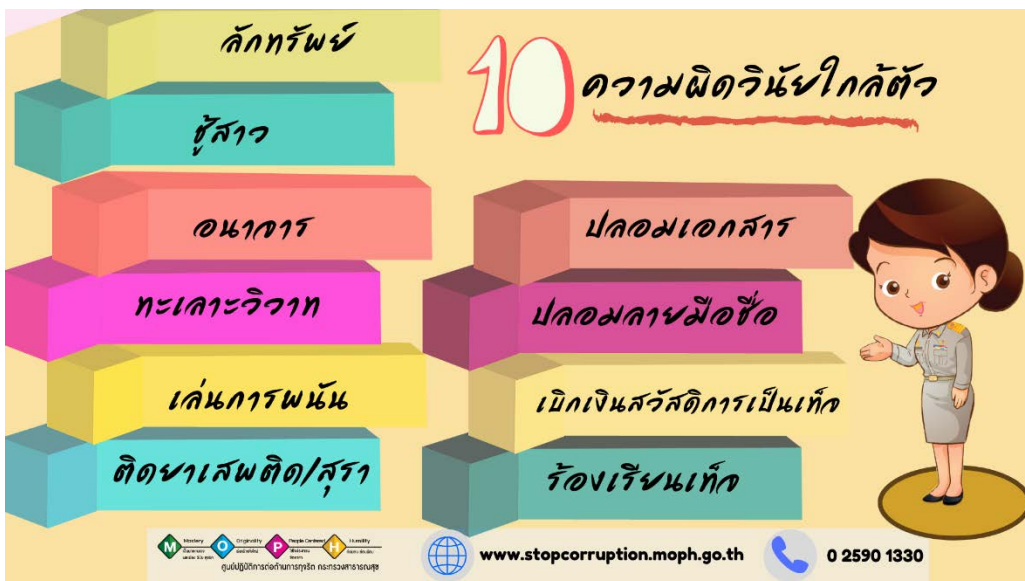 10 ความผิดวินัยใกล้ตัว
ลักทรัพย์
ชู้สาว
อนาจาร
ทะเลาะวิวาท
เล่นการพนัน
ติดยาเสพติด/สุรา
ปลอมเอกสาร
ปลอมลายมือชื่อ
เบิกเงินสวัสดิการเป็นเท็จ
ร้องเรียนเท็จ
M O P H
Mastery Originality People Centered Humility
ศูนย์ปฏิบัติการต่อต้านการทุจริต กระทรวงสาธารณสุข
www.stopcorruption.moph.go.th
0 2590 1330